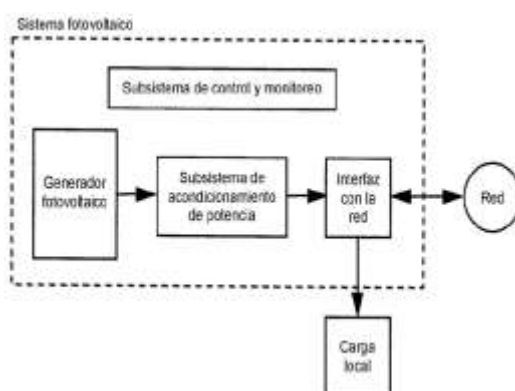 Sistema fotovoltaico
Subsistema de control y monitoreo
Generador
fotovoltaico
Subsistema de
acondicionamiento
de potencia
Interfaz
con la
red
Red
Carga
local